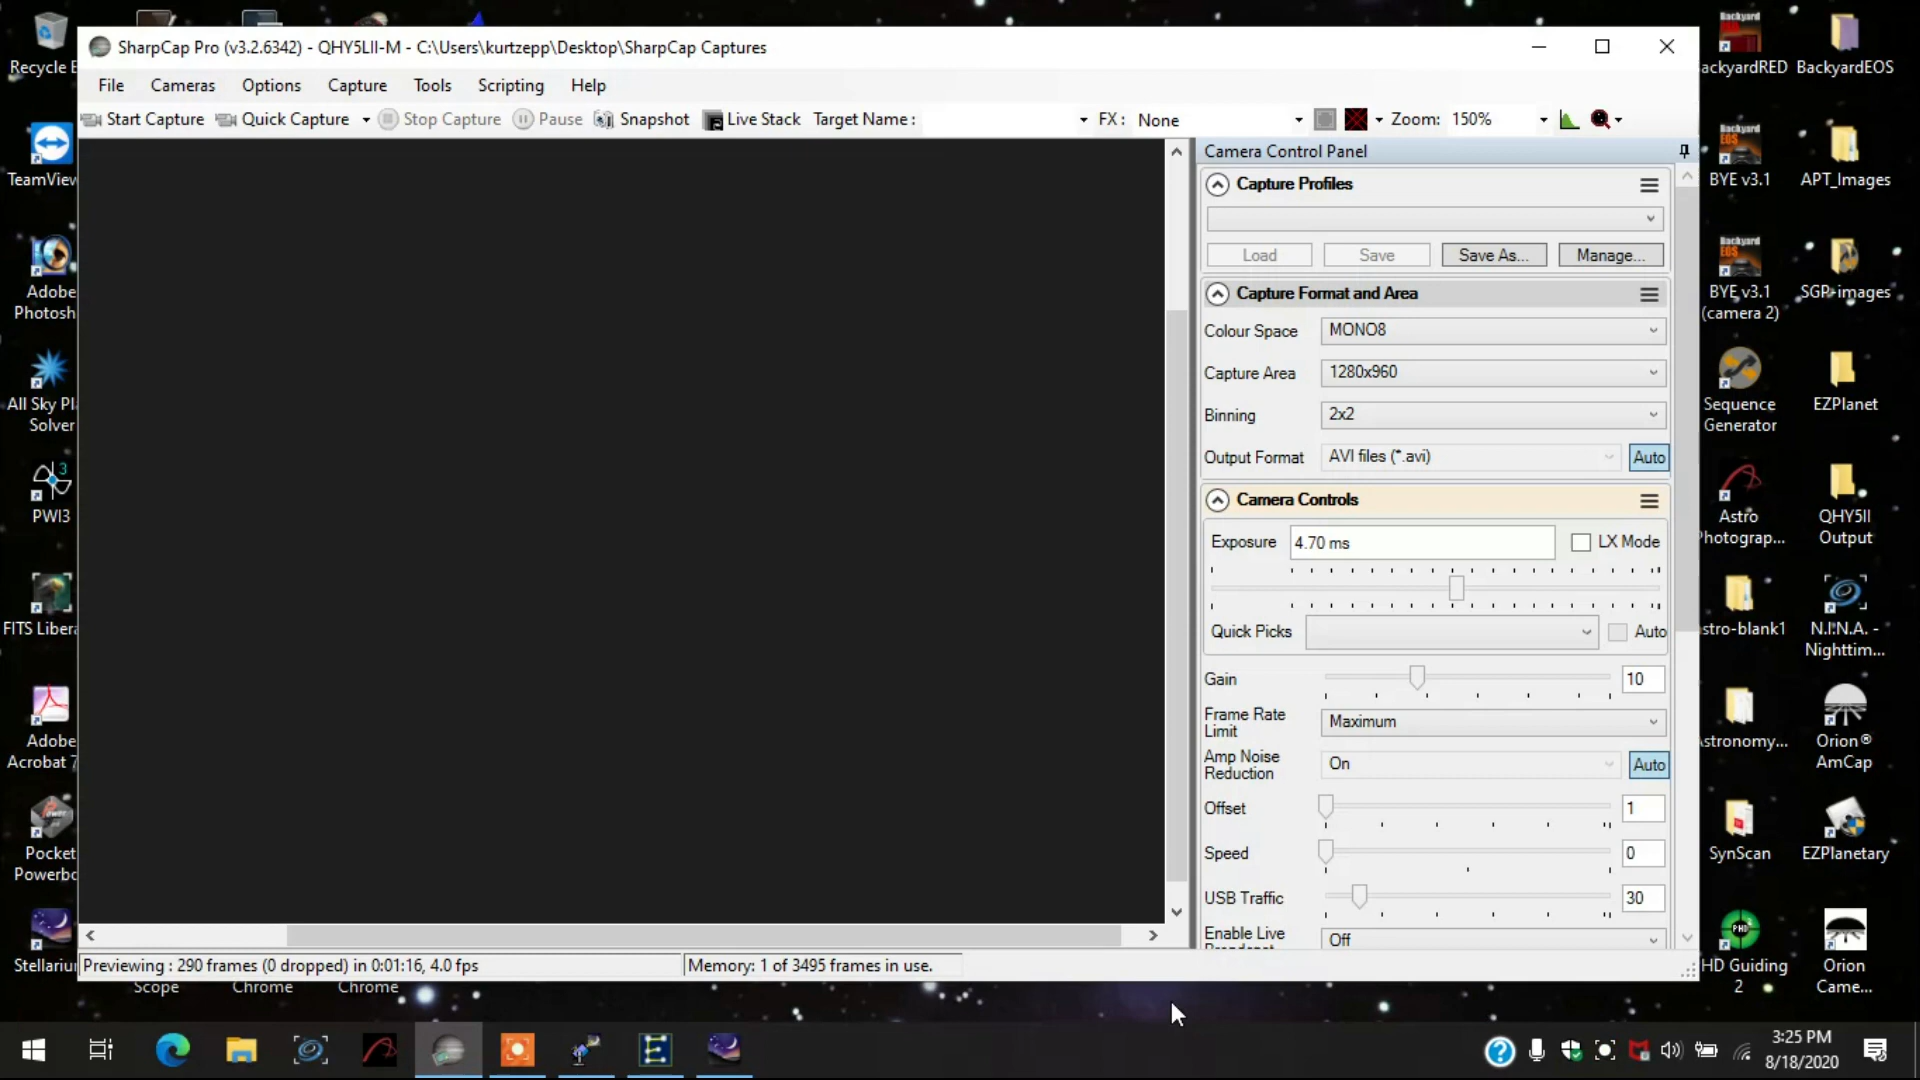 SharpCap Pro (v3.2.6342) - QHY5LII-M - C:\Users\kurtzepp\Desktop\SharpCap Captures
File Cameras Options Capture Tools Scripting Help
Start Capture Quick Capture Stop Capture Pause Snapshot Live Stack Target Name : FX : None Zoom: 150%
Camera Control Panel
Capture Profiles
Load Save Save As... Manage...
Capture Format and Area
Colour Space MONO8
Capture Area 1280x960
Binning 2x2
Output Format AVI files (*.avi) Auto
Camera Controls
Exposure 4.70 ms LX Mode
Quick Picks Auto
Gain 10
Frame Rate
Limit
Maximum
Amp Noise
Reduction
On Auto
Offset 1
Speed 0
USB Traffic 30
Enable Live
Off
Previewing : 290 frames (0 dropped) in 0:01:16, 4.0 fps
Memory: 1 of 3495 frames in use.
Recycle B
TeamView
Adobe
Photosh
All Sky Pl
Solver
PWI3
3
FITS Libera
Adobe
Acrobat 7
Pocket
Powerbo
Stellariu
Scope Chrome Chrome
Backyard
RED
ackyardRED
BackyardEOS
Backyard
EOS
BYE v3.1
APT_Images
Backyard
EOS
BYE v3.1
(camera 2)
SGP-images
Sequence
Generator
EZPlanet
Astro
Photograp...
QHY5II
Output
stro-blank1
N.I.N.A. -
Nighttim...
stronomy...
Orion®
AmCap
SynScan
EZPlanetary
PHD
HD Guiding
2
Orion
Came...
3:25 PM
8/18/2020